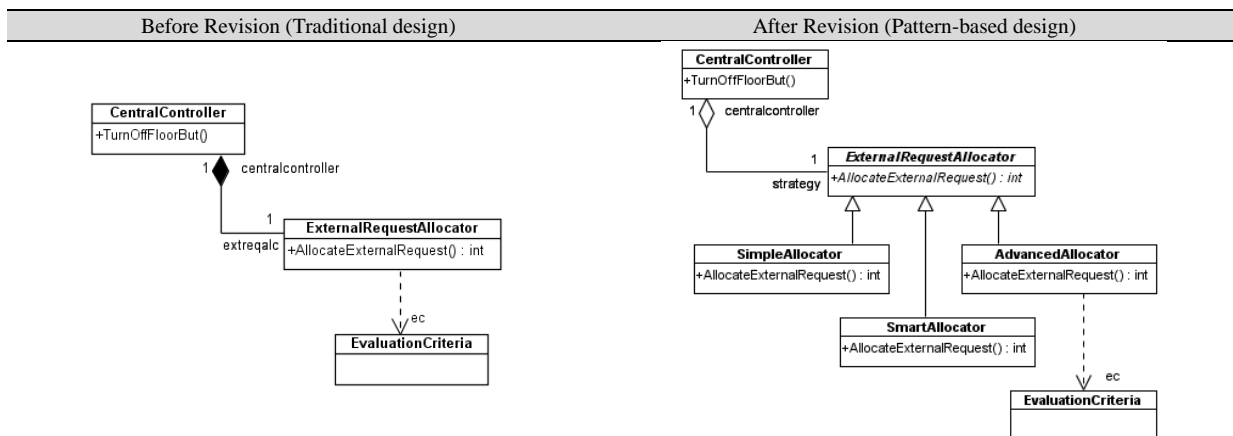 Before Revision (Traditional design)
After Revision (Pattern-based design)
CentralController
+TurnOffFloorBut()
1
centralcontroller
1
extreqalc
ExternalRequestAllocator
+AllocateExternalRequest() : int
ec
EvaluationCriteria
CentralController
+TurnOffFloorBut()
1
centralcontroller
1
strategy
ExternalRequestAllocator
+AllocateExternalRequest() : int
SimpleAllocator
+AllocateExternalRequest() : int
AdvancedAllocator
+AllocateExternalRequest() : int
SmartAllocator
+AllocateExternalRequest() : int
ec
EvaluationCriteria